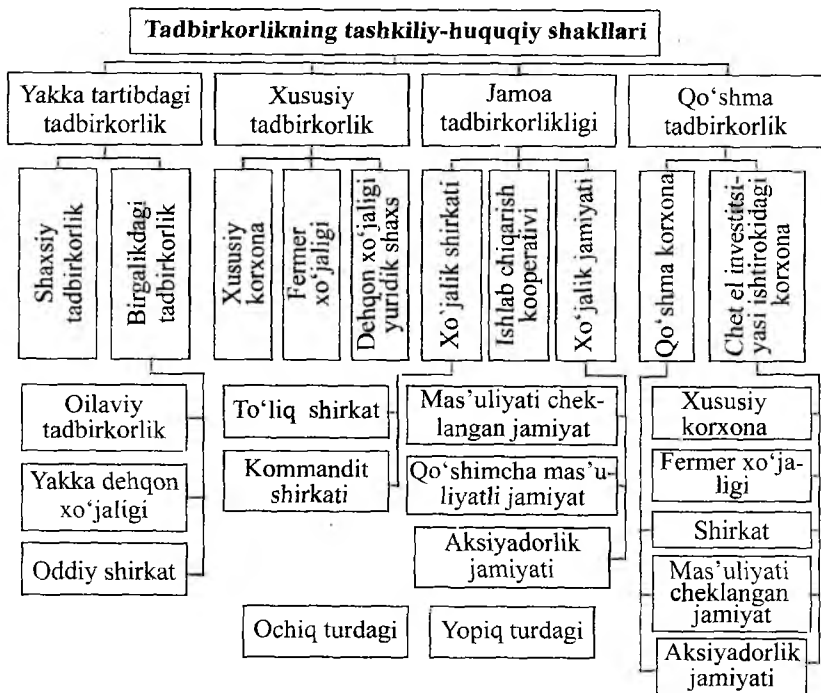 Tadbirkorlikning tashkiliy-huquqiy shakllari
Yakka tartibdagi
tadbirkorlik
Xususiy
tadbirkorlik
Jamoa
tadbirkorlikligi
Qo‘shma
tadbirkorlik
Shaxsiy
tadbirkorlik
Birgalikdagi
tadbirkorlik
Xususiy
korxona
Fermer
xo‘jaligi
Dehqon xo‘jaligi
yuridik shaxs
Xo‘jalik shirkati
Ishlab chiqarish
kooperativi
Xo‘jalik jamiyati
Qo‘shma korxona
Chet el investitsi-
yasi ishtirokidagi
korxona
Oilaviy
tadbirkorlik
Yakka dehqon
xo‘jaligi
Oddiy shirkat
To‘liq shirkat
Kommandit
shirkati
Mas’uliyati chek-
langan jamiyat
Qo‘shimcha mas’u-
liyatli jamiyat
Aksiyadorlik
jamiyati
Ochiq turdagi
Yopiq turdagi
Xususiy
korxona
Fermer xo‘ja-
ligi
Shirkat
Mas’uliyati
cheklangan
jamiyat
Aksiyadorlik
jamiyati